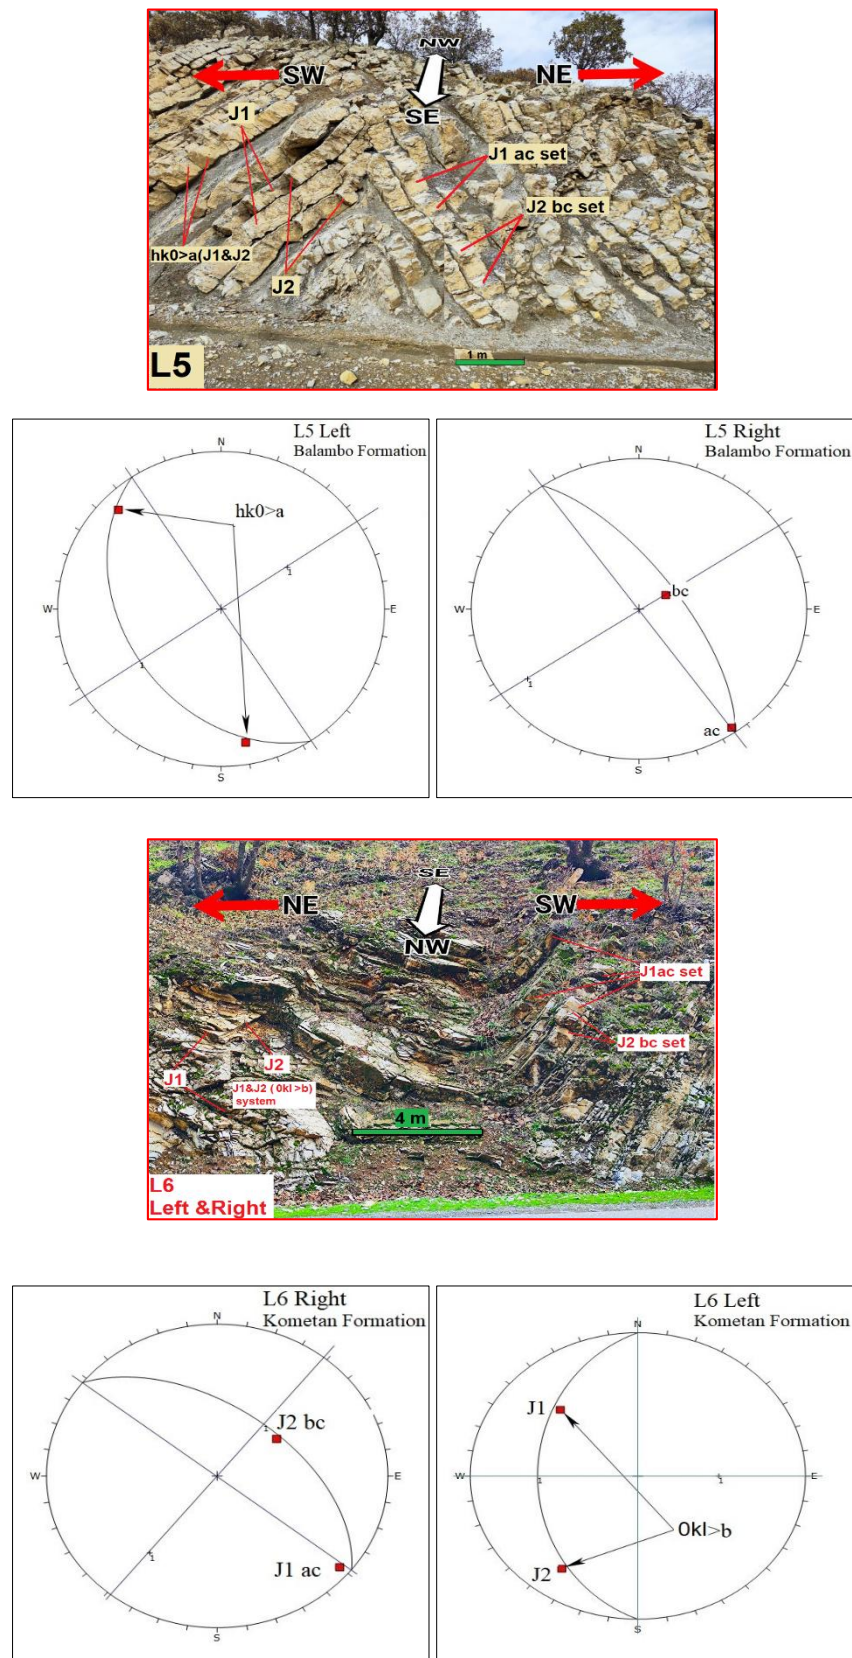 NW
SW
NE
SE
J1
J1 ac set
J2 bc set
hk0>a(J1&J2
J2
1 m
L5
L5 Left
Balambo Formation
N
hk0>a
1
W
E
1
S
L5 Right
Balambo Formation
N
bc
W
E
1
ac
S
SE
NE
SW
NW
J1ac set
J2 bc set
J2
J1
J1&J2 ( 0kl >b)
system
4 m
L6
Left &Right
L6 Right
Kometan Formation
N
1
J2 bc
W
E
1
J1 ac
S
L6 Left
Kometan Formation
N
J1
W
E
1
1
0kl>b
J2
S